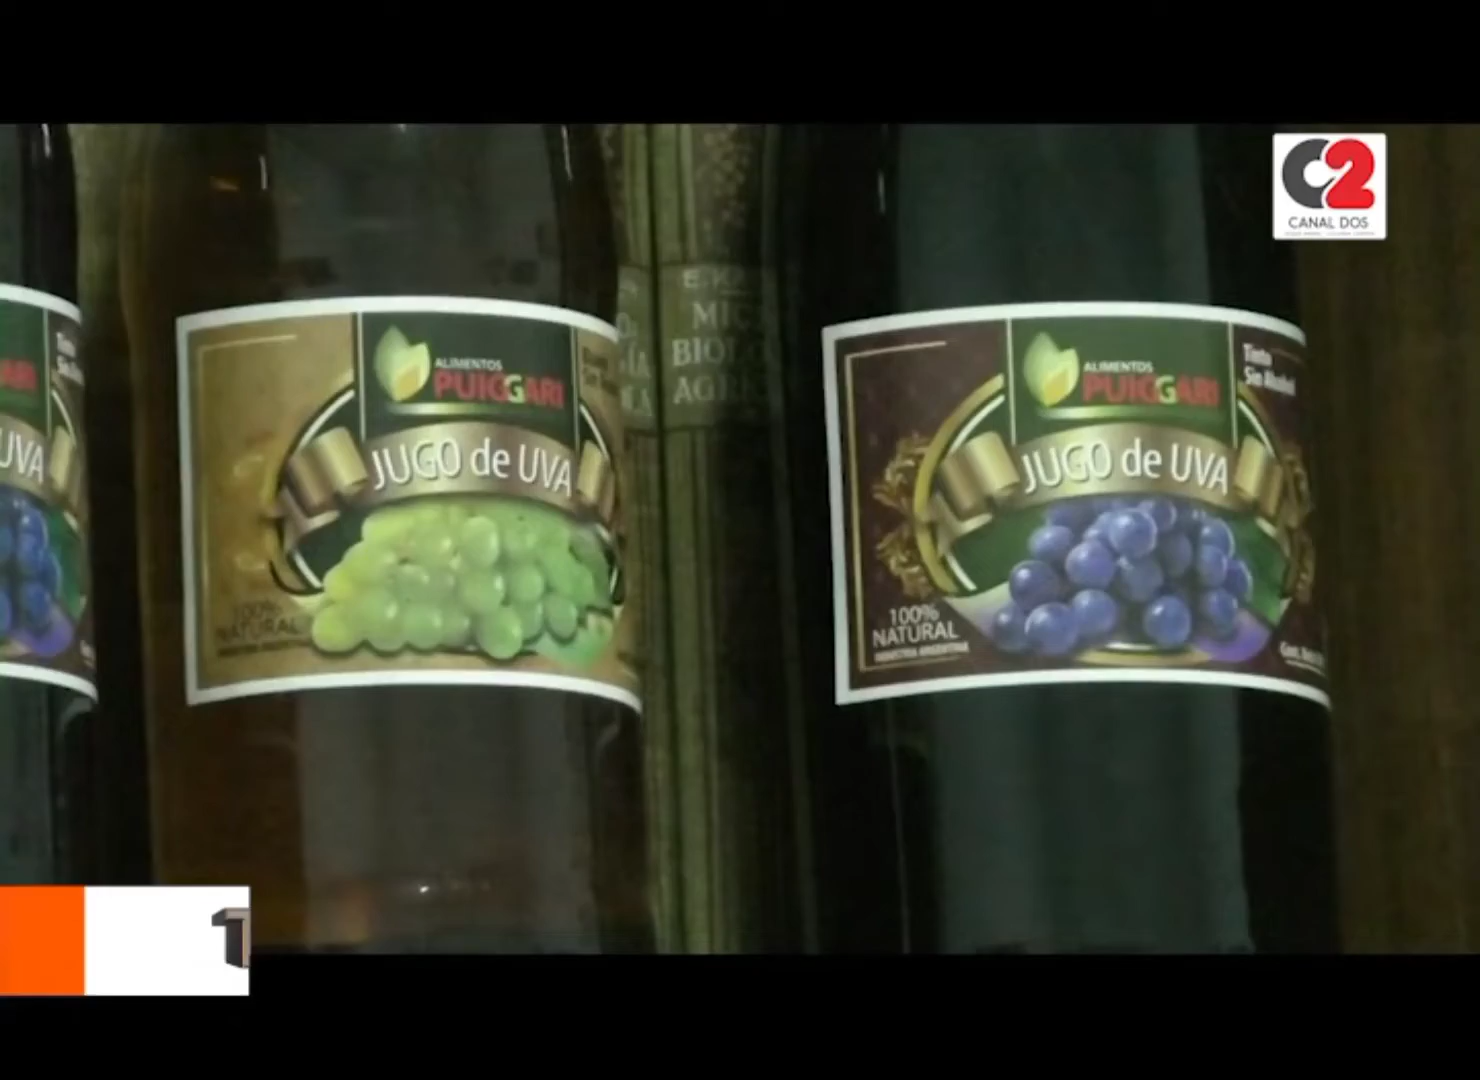 C2
CANAL DOS
UVA
ALIMENTOS
PUIGGARI
JUGO de UVA
100%
NATURAL
ALIMENTOS
PUIGGARI
Tinto
Sin Alcohol
JUGO de UVA
100%
NATURAL
INDUSTRIA ARGENTINA
T